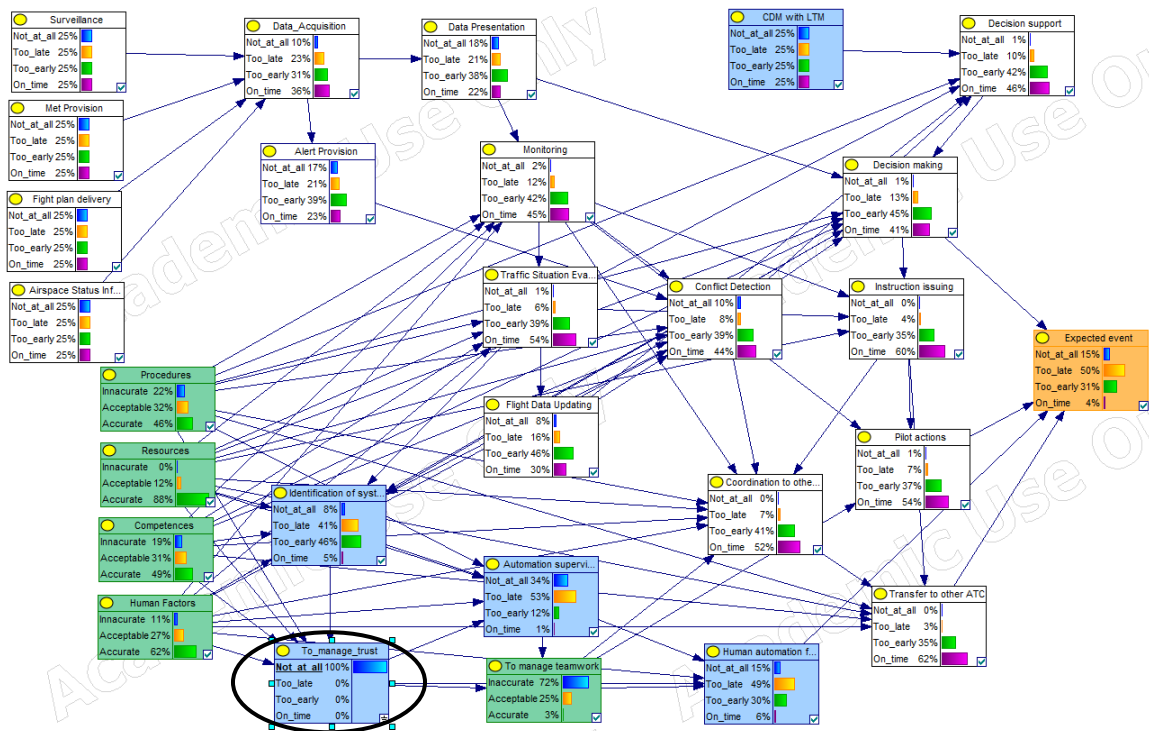 Surveillance
Not_at_all 25%
Too_late 25%
Too_early 25%
On_time 25%
Met Provision
Not_at_all 25%
Too_late 25%
Too_early 25%
On_time 25%
Fight plan delivery
Not_at_all 25%
Too_late 25%
Too_early 25%
On_time 25%
Airspace Status Inf...
Not_at_all 25%
Too_late 25%
Too_early 25%
On_time 25%
Data_Acquisition
Not_at_all 10%
Too_late 23%
Too_early 31%
On_time 36%
Data Presentation
Not_at_all 18%
Too_late 21%
Too_early 38%
On_time 22%
CDM with LTM
Not_at_all 25%
Too_late 25%
Too_early 25%
On_time 25%
Decision support
Not_at_all 1%
Too_late 10%
Too_early 42%
On_time 46%
Alert Provision
Not_at_all 17%
Too_late 21%
Too_early 39%
On_time 23%
Monitoring
Not_at_all 2%
Too_late 12%
Too_early 42%
On_time 45%
Decision making
Not_at_all 1%
Too_late 13%
Too_early 45%
On_time 41%
Traffic Situation Eva...
Not_at_all 1%
Too_late 6%
Too_early 39%
On_time 54%
Conflict Detection
Not_at_all 10%
Too_late 8%
Too_early 39%
On_time 44%
Instruction issuing
Not_at_all 0%
Too_late 4%
Too_early 35%
On_time 60%
Expected event
Not_at_all 15%
Too_late 50%
Too_early 31%
On_time 4%
Procedures
Innacurate 22%
Acceptable 32%
Accurate 46%
Resources
Innacurate 0%
Acceptable 12%
Accurate 88%
Competences
Innacurate 19%
Acceptable 31%
Accurate 49%
Human Factors
Innacurate 11%
Acceptable 27%
Accurate 62%
Flight Data Updating
Not_at_all 8%
Too_late 16%
Too_early 46%
On_time 30%
Pilot actions
Not_at_all 1%
Too_late 7%
Too_early 37%
On_time 54%
Identification of syst...
Not_at_all 8%
Too_late 41%
Too_early 46%
On_time 5%
Coordination to othe...
Not_at_all 0%
Too_late 7%
Too_early 41%
On_time 52%
Automation supervi...
Not_at_all 34%
Too_late 53%
Too_early 12%
On_time 1%
Transfer to other ATC
Not_at_all 0%
Too_late 3%
Too_early 35%
On_time 62%
To_manage_trust
Not_at_all 100%
Too_late 0%
Too_early 0%
On_time 0%
To manage teamwork
Inaccurate 72%
Acceptable 25%
Accurate 3%
Human automation f...
Not_at_all 15%
Too_late 49%
Too_early 30%
On_time 6%
Academic Use Only